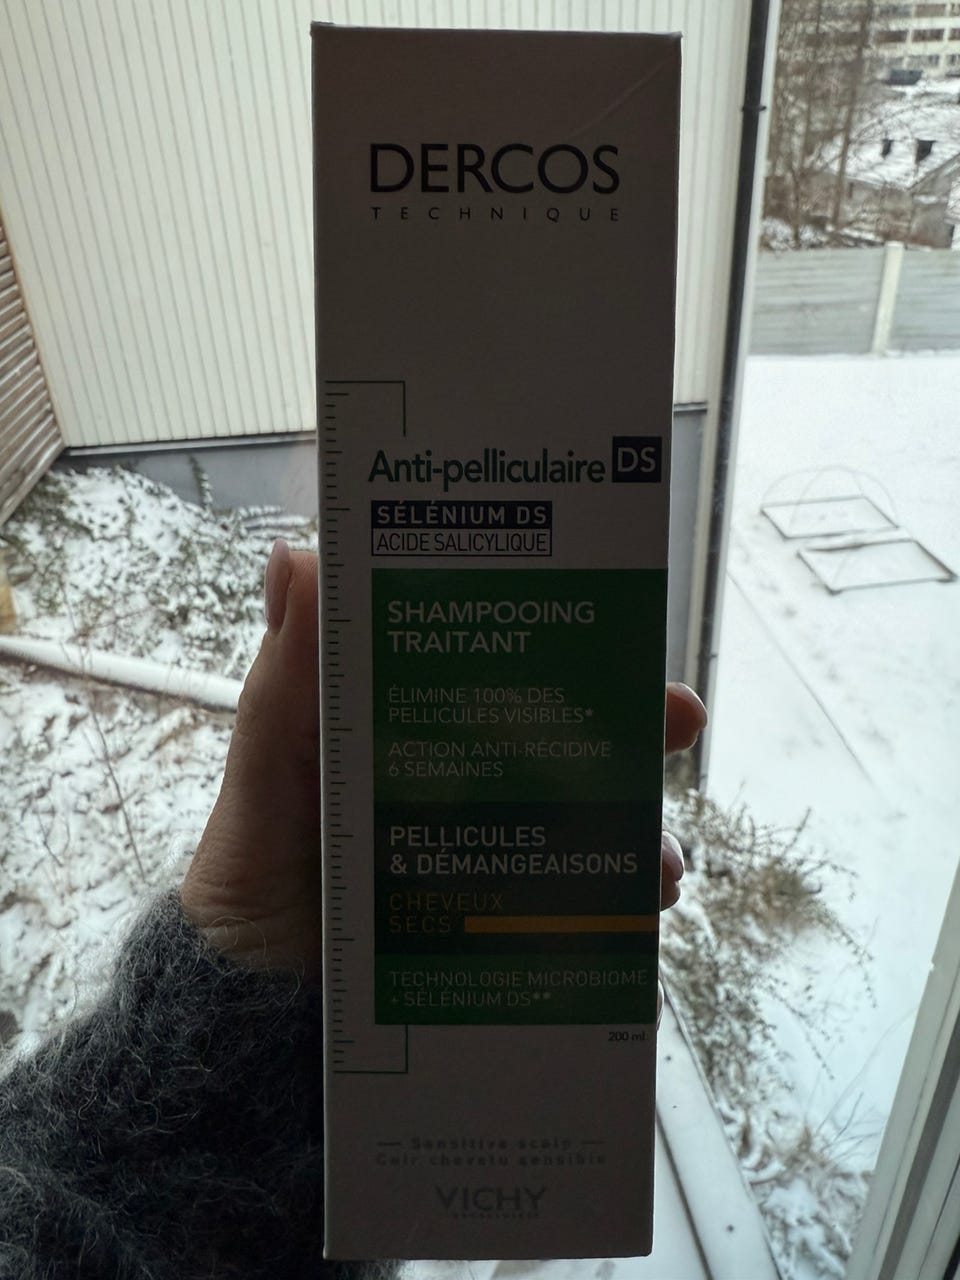 DERCOS
TECHNIQUE
Anti-pelliculaire DS
SÉLÉNIUM DS
ACIDE SALICYLIQUE
SHAMPOOING
TRAITANT
ÉLIMINE 100% DES
PELLICULES VISIBLES*
ACTION ANTI-RÉCIDIVE
6 SEMAINES
PELLICULES
& DÉMANGEAISONS
CHEVEUX
SECS
TECHNOLOGIE MICROBIOME
+ SÉLÉNIUM DS**
200 ml
Sensitive scalp
Cuir chevelu sensible
VICHY